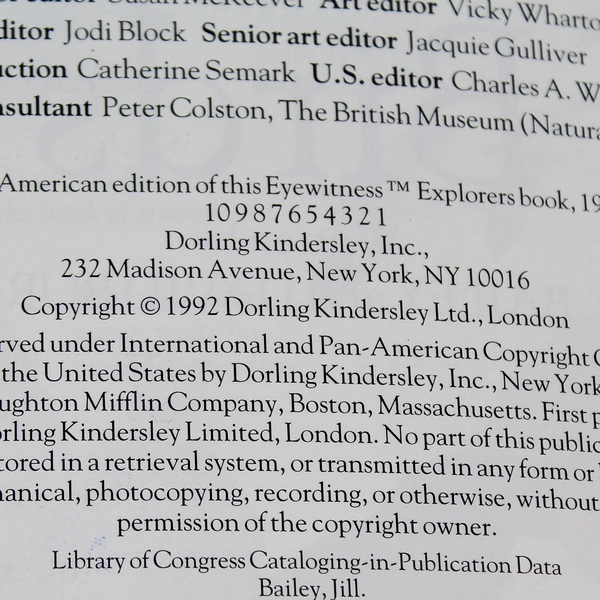 editor Susan McKeever Art editor Vicky Wharto
ditor Jodi Block Senior art editor Jacquie Gulliver
uction Catherine Semark U.S. editor Charles A. W
nsultant Peter Colston, The British Museum (Natura
American edition of this Eyewitness™ Explorers book, 19
10 9 8 7 6 5 4 3 2 1
Dorling Kindersley, Inc.,
232 Madison Avenue, New York, NY 10016
Copyright © 1992 Dorling Kindersley Ltd., London
rved under International and Pan-American Copyright C
the United States by Dorling Kindersley, Inc., New York
ughton Mifflin Company, Boston, Massachusetts. First p
orling Kindersley Limited, London. No part of this public
tored in a retrieval system, or transmitted in any form or b
hanical, photocopying, recording, or otherwise, without
permission of the copyright owner.
Library of Congress Cataloging-in-Publication Data
Bailey, Jill.